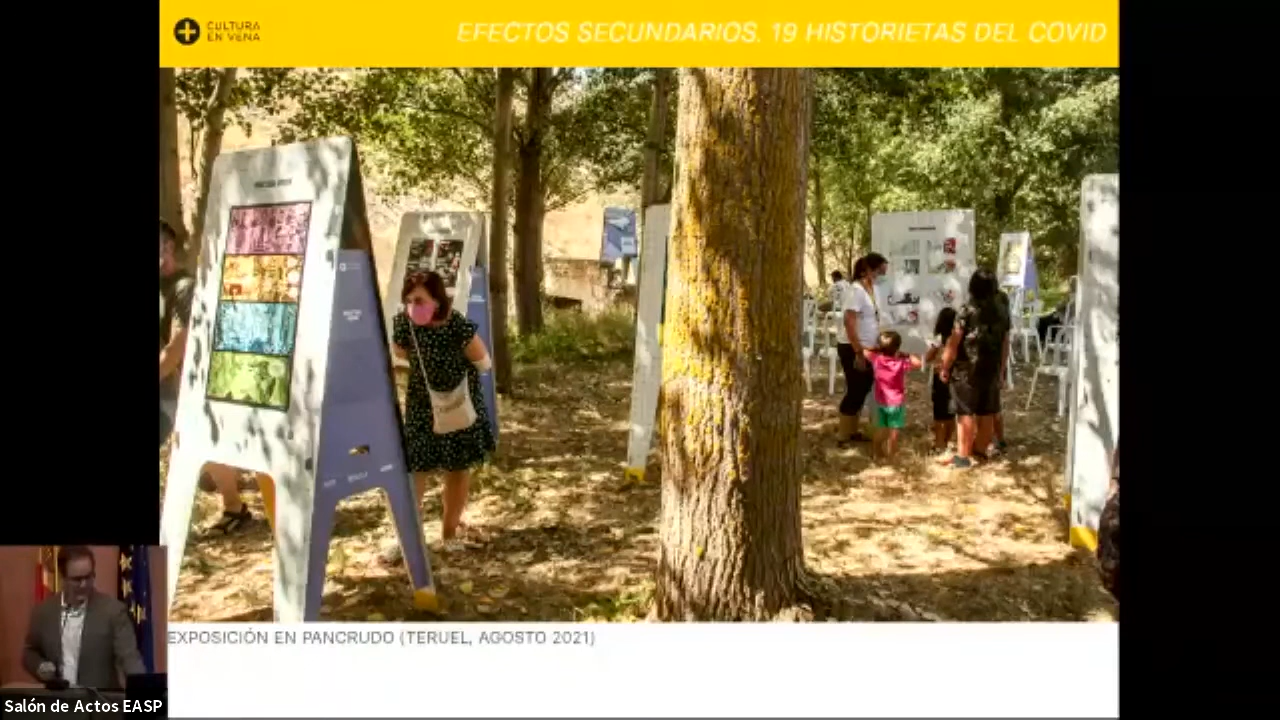 CULTURA
EN VENA
EFECTOS SECUNDARIOS. 19 HISTORIETAS DEL COVID
EXPOSICIÓN EN PANCRUDO (TERUEL, AGOSTO 2021)
Salón de Actos EASP